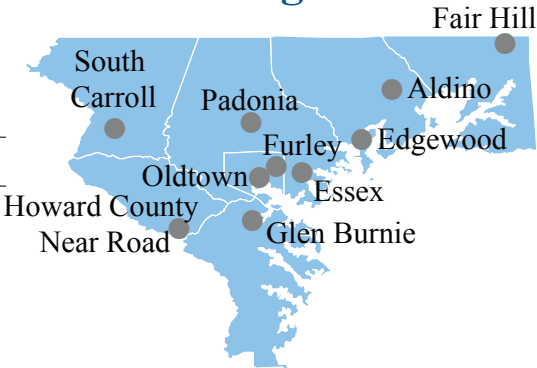 Fair Hill
South
Carroll
Aldino
Padonia
Edgewood
Furley
Oldtown
Essex
Howard County
Near Road
Glen Burnie